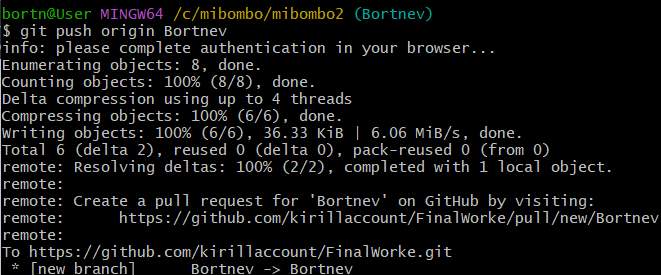 bortn@User MINGW64 /c/mibombo/mibombo2 (Bortnev)
$ git push origin Bortnev
info: please complete authentication in your browser...
Enumerating objects: 8, done.
Counting objects: 100% (8/8), done.
Delta compression using up to 4 threads
Compressing objects: 100% (6/6), done.
Writing objects: 100% (6/6), 36.33 KiB | 6.06 MiB/s, done.
Total 6 (delta 2), reused 0 (delta 0), pack-reused 0 (from 0)
remote: Resolving deltas: 100% (2/2), completed with 1 local object.
remote:
remote: Create a pull request for 'Bortnev' on GitHub by visiting:
remote:      https://github.com/kirillaccount/FinalWorke/pull/new/Bortnev
remote:
To https://github.com/kirillaccount/FinalWorke.git
 * [new branch]      Bortnev -> Bortnev